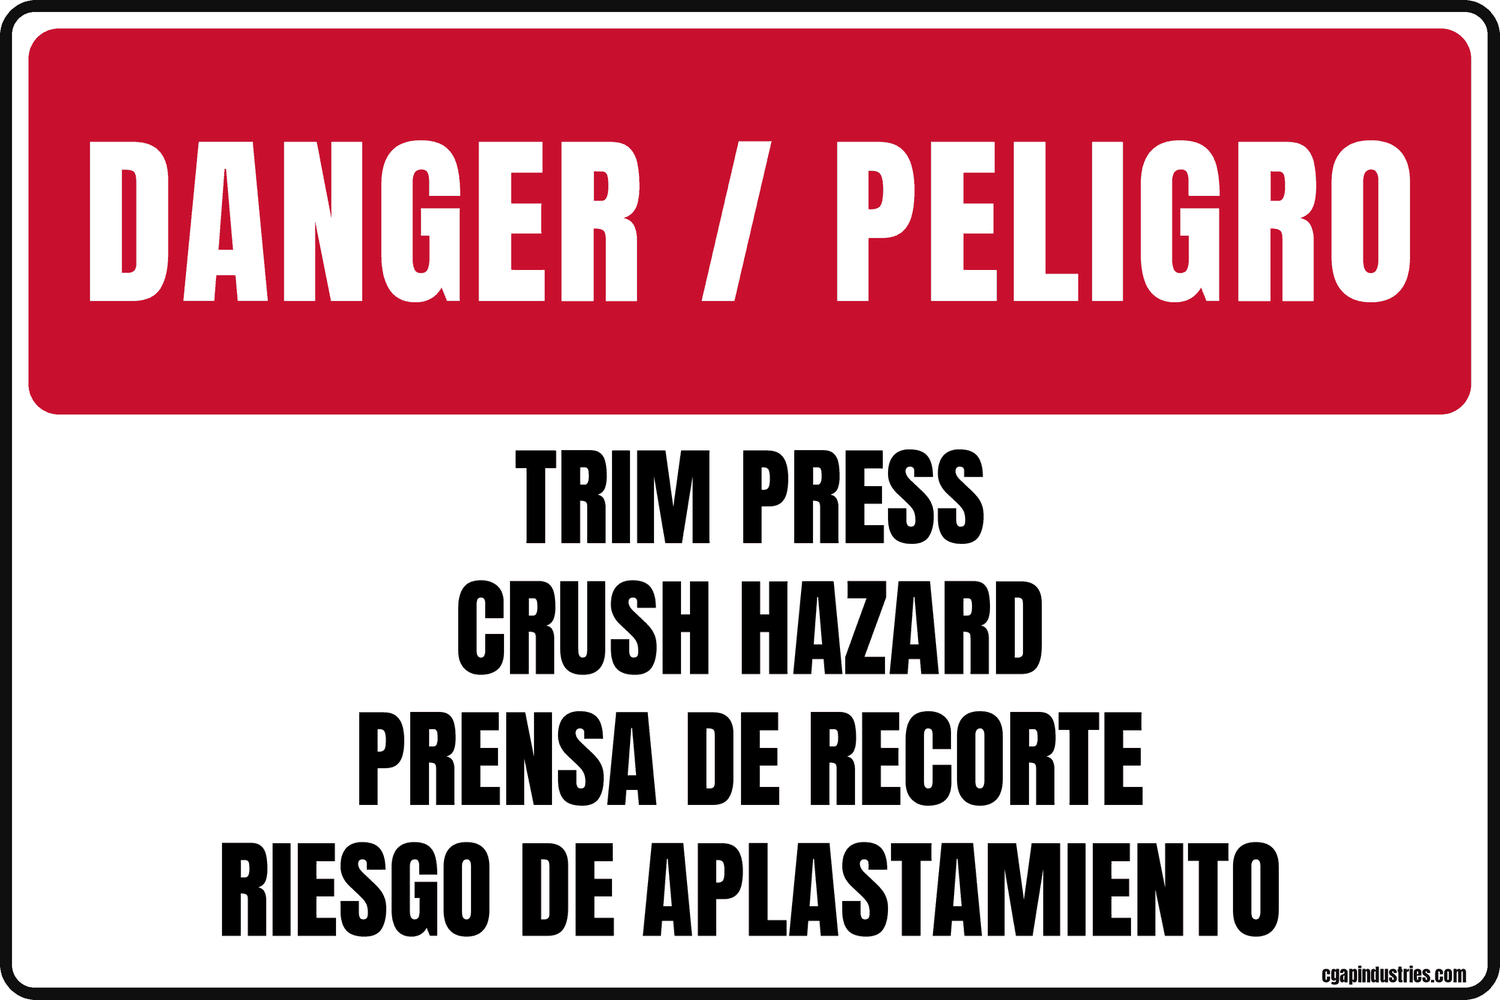 DANGER / PELIGRO
TRIM PRESS
CRUSH HAZARD
PRENSA DE RECORTE
RIESGO DE APLASTAMIENTO
cgapindustries.com